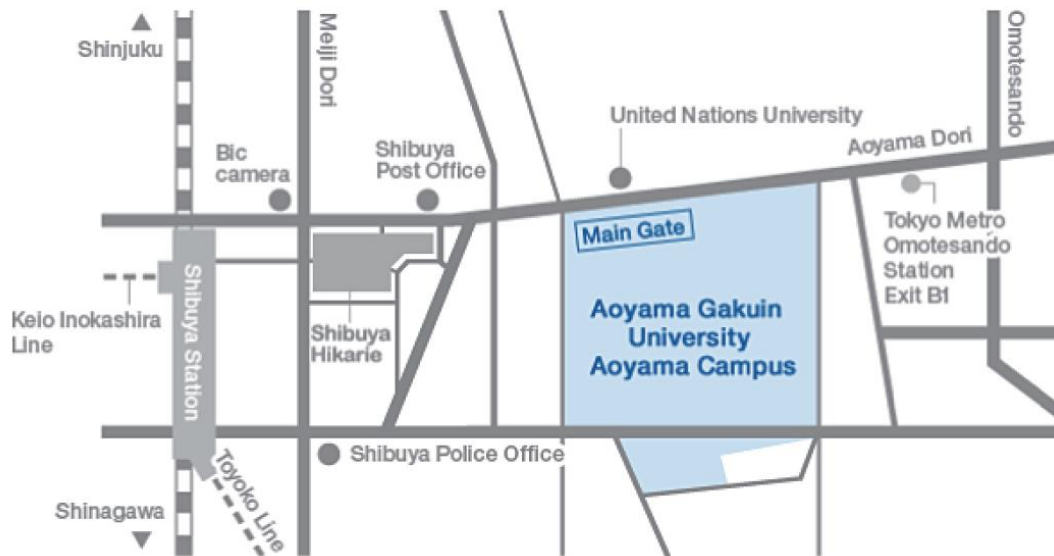 Shinjuku
Meiji Dori
Omotesando
Bic
camera
Shibuya
Post Office
United Nations University
Aoyama Dori
Main Gate
Tokyo Metro
Omotesando
Station
Exit B1
Keio Inokashira
Line
Shibuya Station
Shibuya
Hikarie
Aoyama Gakuin
University
Aoyama Campus
Shibuya Police Office
Toyoko Line
Shinagawa